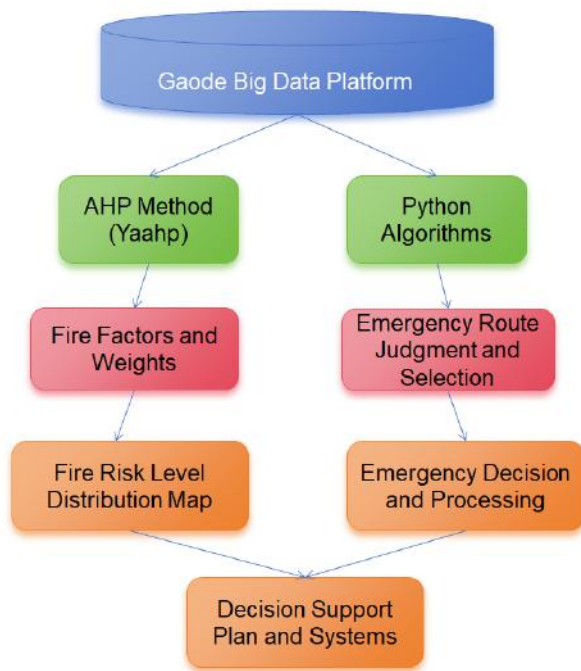 Gaode Big Data Platform
AHP Method
(Yaahp)
Python
Algorithms
Fire Factors and
Weights
Emergency Route
Judgment and
Selection
Fire Risk Level
Distribution Map
Emergency Decision
and Processing
Decision Support
Plan and Systems